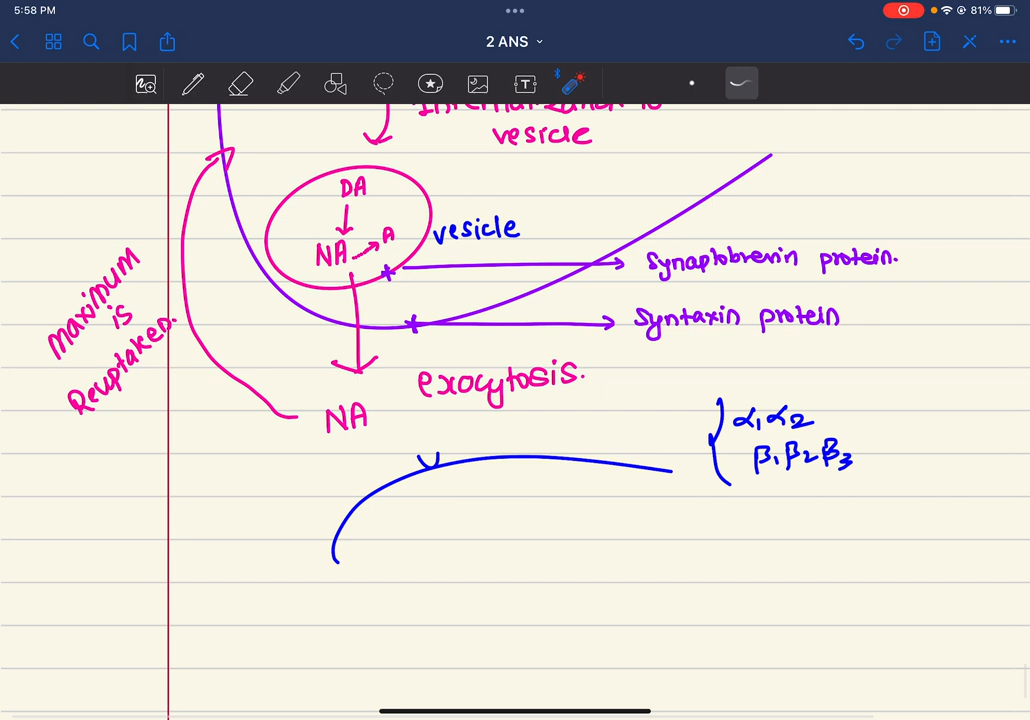 5:58 PM
81%
2 ANS
vesicle
DA
NA
A
vesicle
synaptobrevin protein.
syntaxin protein
Maximum
is
Reuptaken.
exocytosis.
NA
α1 α2
β1 β2 β3